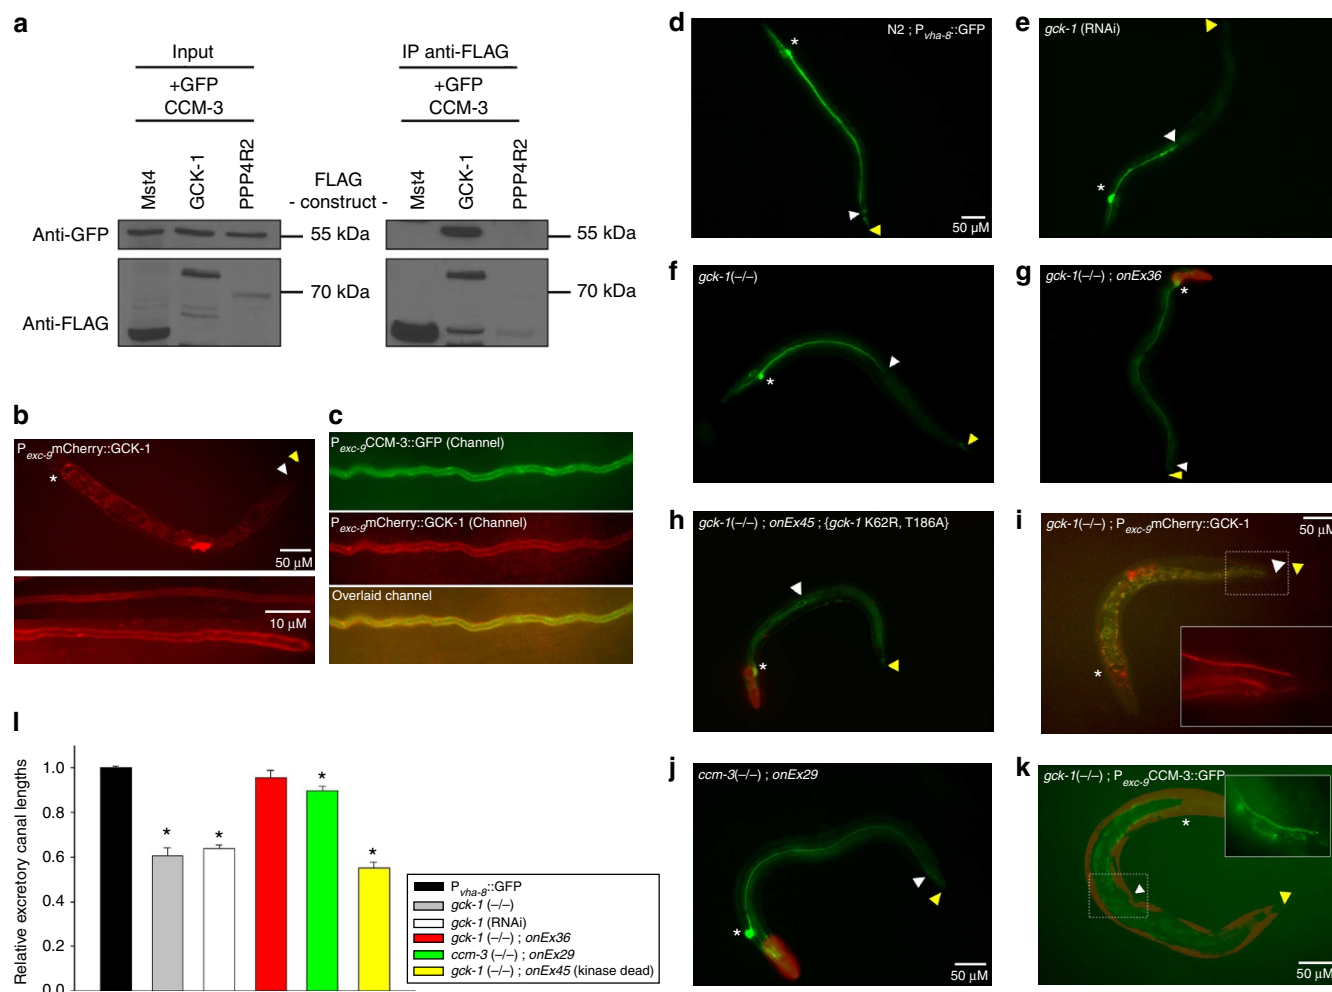 a
Input
+GFP
CCM-3
Mst4
GCK-1
PPP4R2
IP anti-FLAG
+GFP
CCM-3
Mst4
GCK-1
PPP4R2
FLAG
- construct -
Anti-GFP
55 kDa
55 kDa
70 kDa
70 kDa
Anti-FLAG
b
Pexc-9mCherry::GCK-1
*
50 µM
10 µM
c
Pexc-9CCM-3::GFP (Channel)
Pexc-9mCherry::GCK-1 (Channel)
Overlaid channel
d
N2 ; Pvha-8::GFP
*
50 µM
e
gck-1 (RNAi)
*
f
gck-1(–/–)
*
g
gck-1(–/–) ; onEx36
*
h
gck-1(–/–) ; onEx45 ; {gck-1 K62R, T186A}
*
i
gck-1(–/–) ; Pexc-9mCherry::GCK-1
50 µM
*
j
ccm-3(–/–) ; onEx29
*
50 µM
k
gck-1(–/–) ; Pexc-9CCM-3::GFP
*
50 µM
l
Relative excretory canal lengths
1.0
0.8
0.6
0.4
0.2
0.0
*
*
*
*
Pvha-8::GFP
gck-1 (–/–)
gck-1 (RNAi)
gck-1 (–/–) ; onEx36
ccm-3 (–/–) ; onEx29
gck-1 (–/–) ; onEx45 (kinase dead)